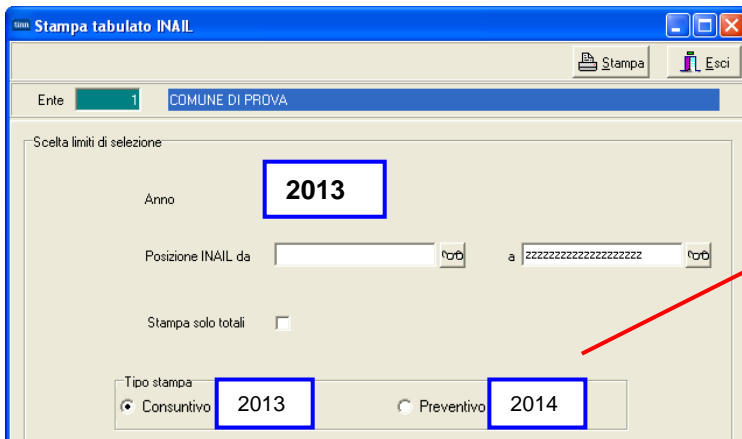 tinn Stampa tabulato INAIL
Stampa Esci
Ente 1 COMUNE DI PROVA
Scelta limiti di selezione
Anno 2013
Posizione INAIL da a zzzzzzzzzzzzzzzzzzzz
Stampa solo totali
Tipo stampa
Consuntivo 2013 Preventivo 2014